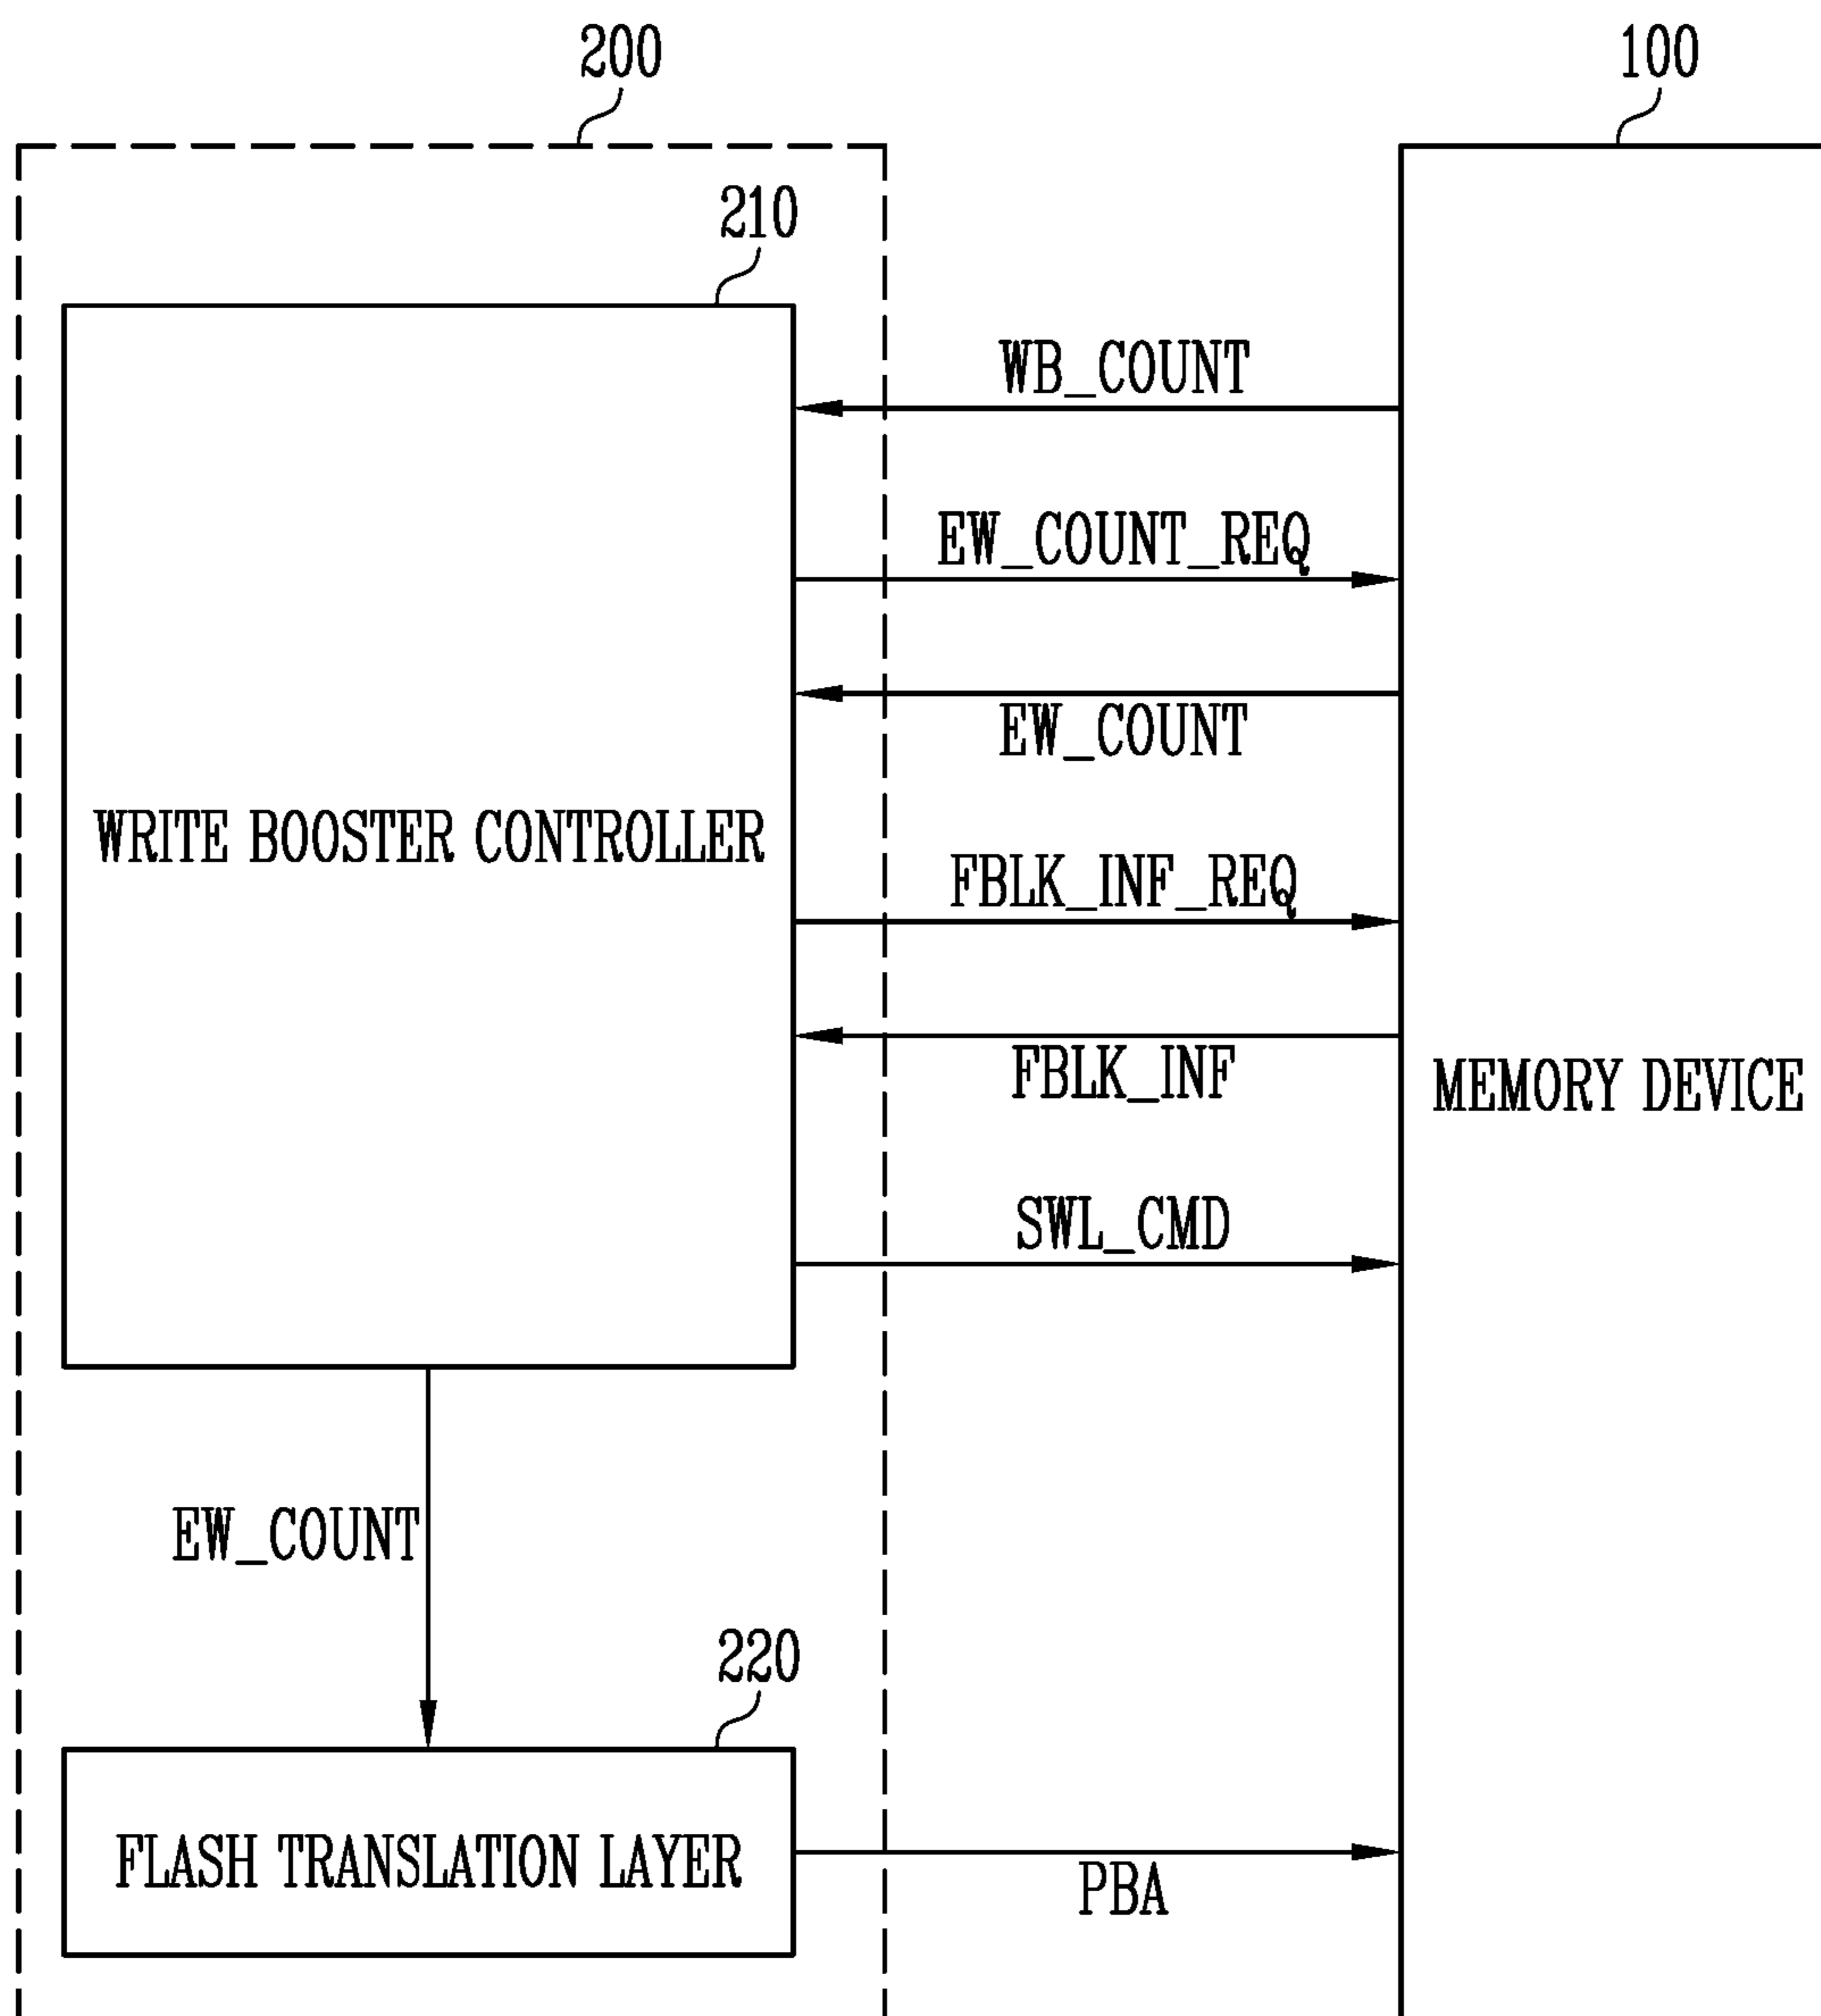 200
100
210
WB_COUNT
EW_COUNT_REQ
EW_COUNT
WRITE BOOSTER CONTROLLER
FBLK_INF_REQ
FBLK_INF
MEMORY DEVICE
SWL_CMD
EW_COUNT
220
FLASH TRANSLATION LAYER
PBA